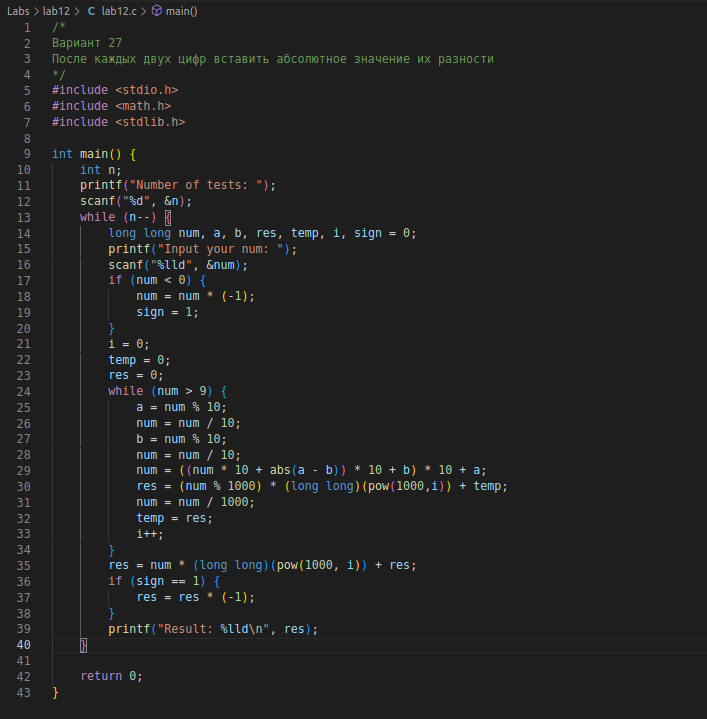 Labs > lab12 > C lab12.c > main()
1 /*
2 Вариант 27
3 После каждых двух цифр вставить абсолютное значение их разности
4 */
5 #include <stdio.h>
6 #include <math.h>
7 #include <stdlib.h>
8
9 int main() {
10     int n;
11     printf("Number of tests: ");
12     scanf("%d", &n);
13     while (n--) {
14         long long num, a, b, res, temp, i, sign = 0;
15         printf("Input your num: ");
16         scanf("%lld", &num);
17         if (num < 0) {
18             num = num * (-1);
19             sign = 1;
20         }
21         i = 0;
22         temp = 0;
23         res = 0;
24         while (num > 9) {
25             a = num % 10;
26             num = num / 10;
27             b = num % 10;
28             num = num / 10;
29             num = ((num * 10 + abs(a - b)) * 10 + b) * 10 + a;
30             res = (num % 1000) * (long long)(pow(1000,i)) + temp;
31             num = num / 1000;
32             temp = res;
33             i++;
34         }
35         res = num * (long long)(pow(1000, i)) + res;
36         if (sign == 1) {
37             res = res * (-1);
38         }
39         printf("Result: %lld\n", res);
40     }
41
42     return 0;
43 }